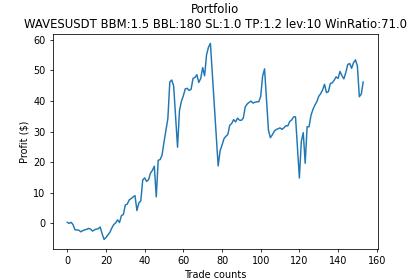 Portfolio
WAVESUSDT BBM:1.5 BBL:180 SL:1.0 TP:1.2 lev:10 WinRatio:71.0
60
50
40
30
20
10
0
Profit ($)
0 20 40 60 80 100 120 140 160
Trade counts